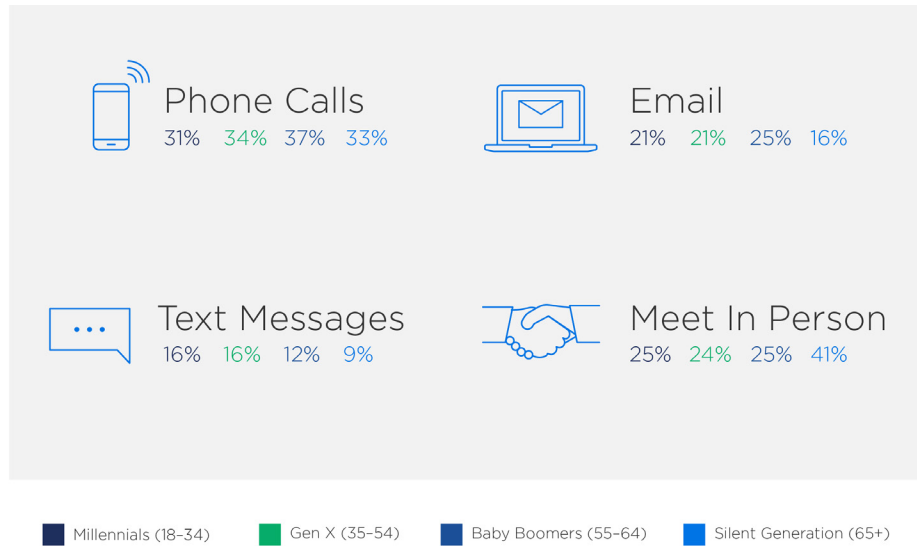 Phone Calls
31% 34% 37% 33%
Email
21% 21% 25% 16%
Text Messages
16% 16% 12% 9%
Meet In Person
25% 24% 25% 41%
Millennials (18-34) Gen X (35-54) Baby Boomers (55-64) Silent Generation (65+)